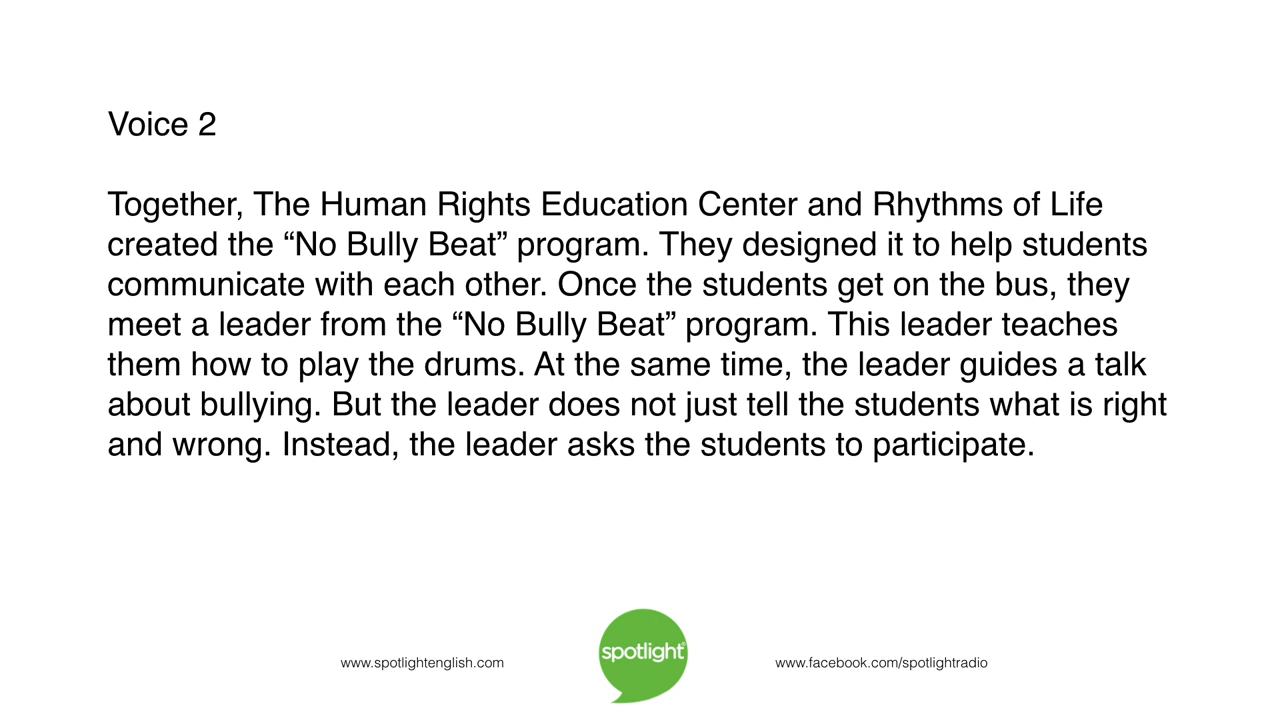 Voice 2
Together, The Human Rights Education Center and Rhythms of Life
created the “No Bully Beat” program. They designed it to help students
communicate with each other. Once the students get on the bus, they
meet a leader from the “No Bully Beat” program. This leader teaches
them how to play the drums. At the same time, the leader guides a talk
about bullying. But the leader does not just tell the students what is right
and wrong. Instead, the leader asks the students to participate.
www.spotlightenglish.com
spotlight®
www.facebook.com/spotlightradio